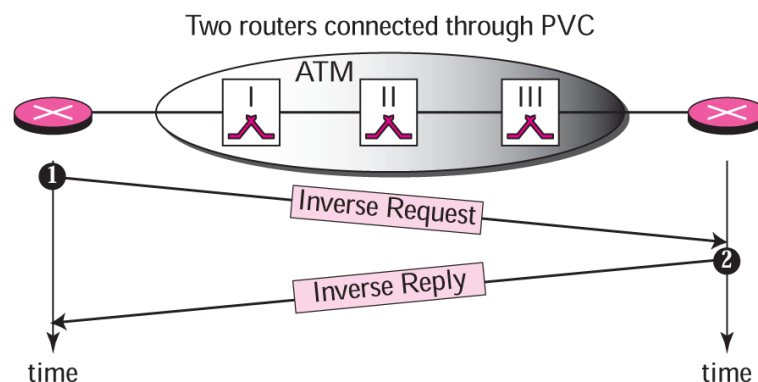 Two routers connected through PVC
ATM
I II III
1
Inverse Request
2
Inverse Reply
time time